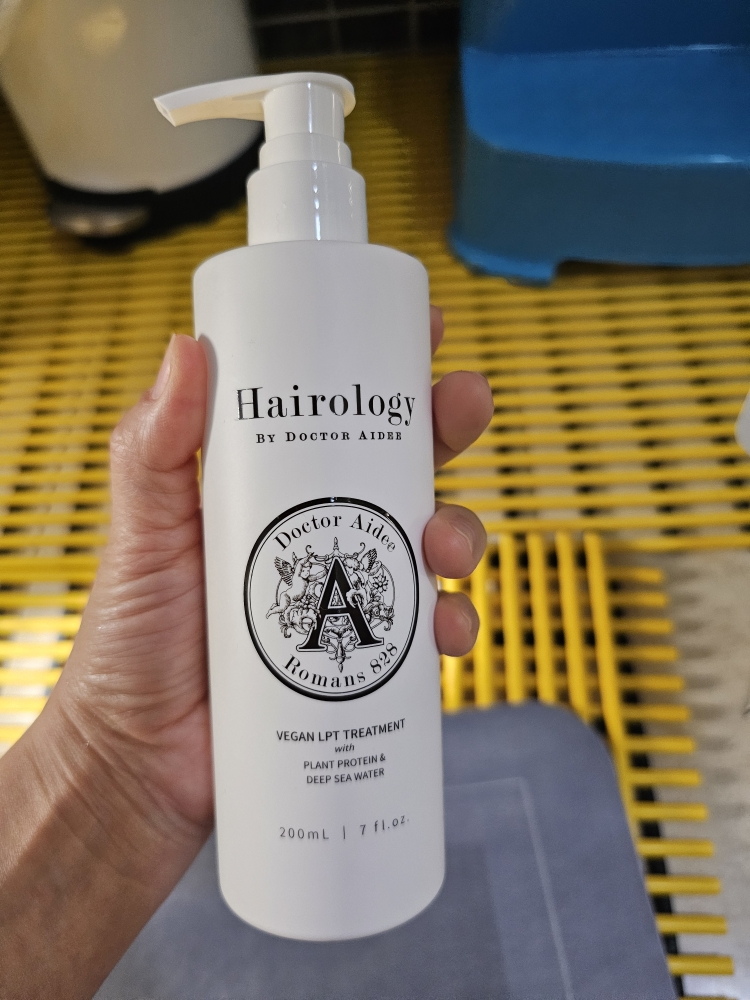 Hairology
BY DOCTOR AIDEE
Doctor Aidee
A
Romans 828
VEGAN LPT TREATMENT
with
PLANT PROTEIN &
DEEP SEA WATER
200mL | 7 fl.oz.